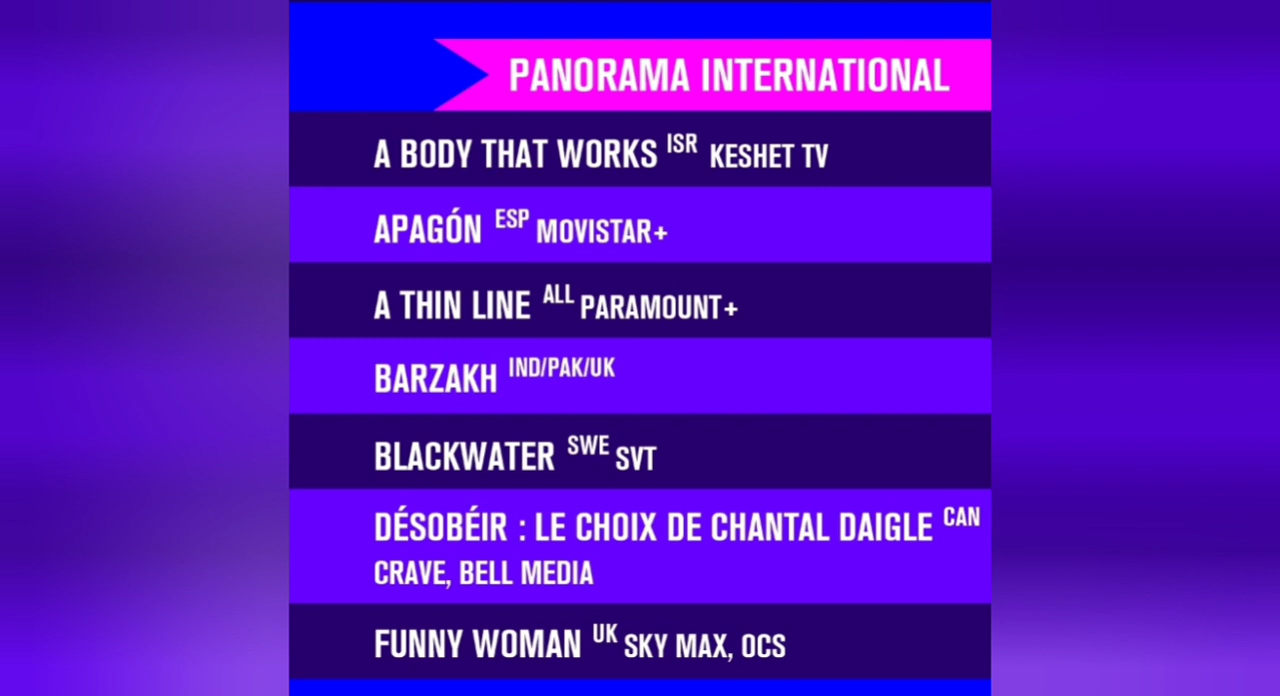 PANORAMA INTERNATIONAL
A BODY THAT WORKS ISR KESHET TV
APAGÓN ESP MOVISTAR+
A THIN LINE ALL PARAMOUNT+
BARZAKH IND/PAK/UK
BLACKWATER SWE SVT
DÉSOBÉIR : LE CHOIX DE CHANTAL DAIGLE CAN
CRAVE, BELL MEDIA
FUNNY WOMAN UK SKY MAX, OCS